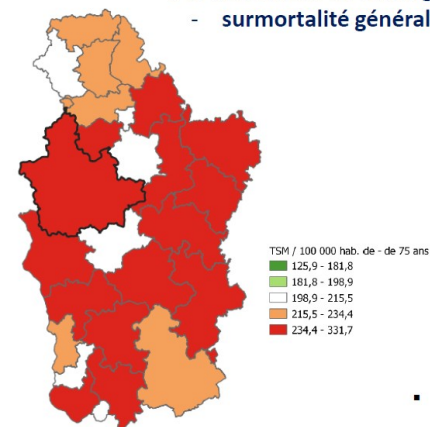 - surmortalité général
TSM / 100 000 hab. de - de 75 ans
125,9 - 181,8
181,8 - 198,9
198,9 - 215,5
215,5 - 234,4
234,4 - 331,7